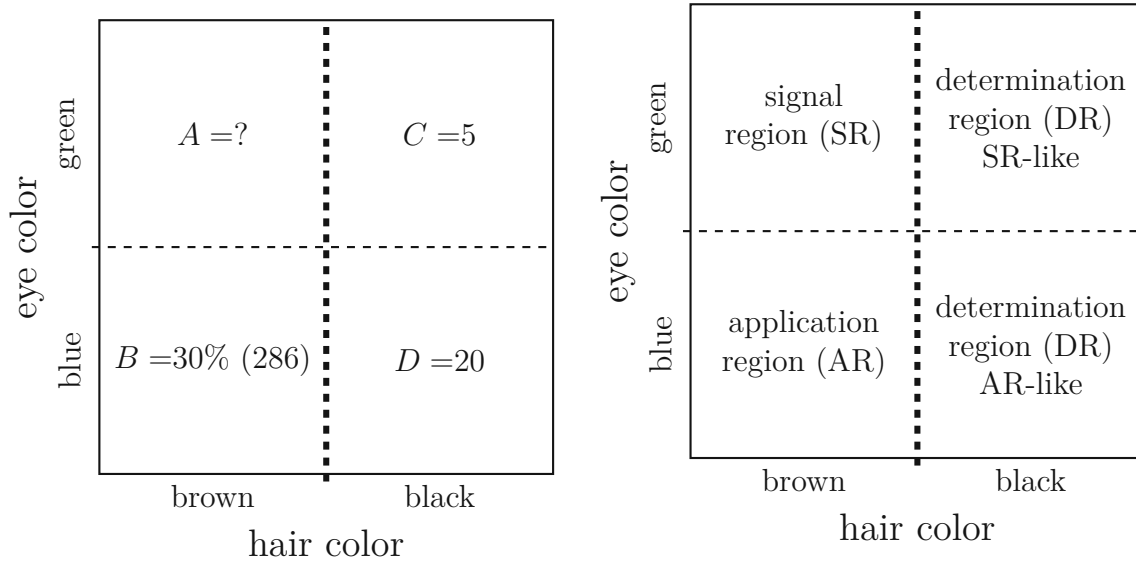 eye color
green
blue
A =?
C =5
B =30% (286)
D =20
brown
black
hair color
eye color
green
blue
signal
region (SR)
determination
region (DR)
SR-like
application
region (AR)
determination
region (DR)
AR-like
brown
black
hair color